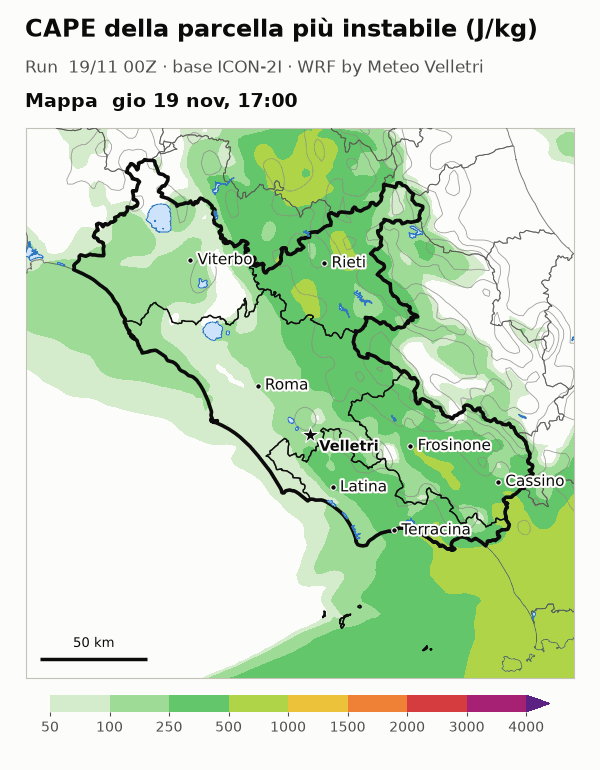 CAPE della parcella più instabile (J/kg)
Run 19/11 00Z · base ICON-2I · WRF by Meteo Velletri
Mappa gio 19 nov, 17:00
Viterbo
Rieti
Roma
Velletri
Frosinone
Cassino
Latina
Terracina
50 km
50 100 250 500 1000 1500 2000 3000 4000